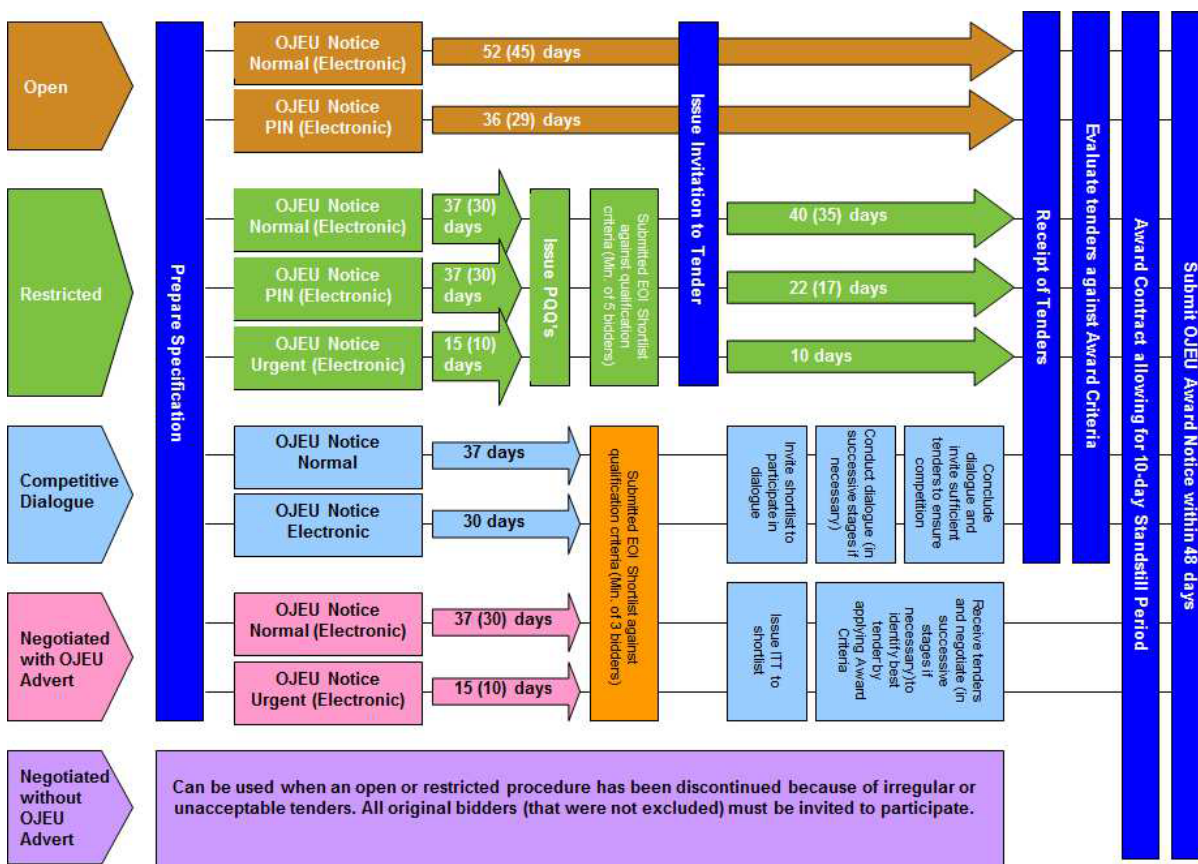 Open
Prepare Specification
OJEU Notice
Normal (Electronic)
52 (45) days
OJEU Notice
PIN (Electronic)
36 (29) days
Issue Invitation to Tender
Receipt of Tenders
Evaluate tenders against Award Criteria
Award Contract allowing for 10-day Standstill Period
Submit OJEU Award Notice within 48 days
Restricted
OJEU Notice
Normal (Electronic)
37 (30)
days
OJEU Notice
PIN (Electronic)
37 (30)
days
OJEU Notice
Urgent (Electronic)
15 (10)
days
Issue PQQ's
Submitted EOI Shortlist
against qualification
criteria (Min. of 5 bidders)
40 (35) days
22 (17) days
10 days
Competitive
Dialogue
OJEU Notice
Normal
37 days
OJEU Notice
Electronic
30 days
Submitted EOI Shortlist against
qualification criteria (Min. of 3 bidders)
Invite shortlist to
participate in
dialogue
Conduct dialogue (in
successive stages if
necessary)
Conclude
dialogue and
invite sufficient
tenders to ensure
competition
Negotiated
with OJEU
Advert
OJEU Notice
Normal (Electronic)
37 (30) days
OJEU Notice
Urgent (Electronic)
15 (10) days
Issue ITT to
shortlist
Receive tenders
and negotiate (in
successive
stages if
necessary)to
identify best
tender by
applying Award
Criteria
Negotiated
without
OJEU
Advert
Can be used when an open or restricted procedure has been discontinued because of irregular or
unacceptable tenders. All original bidders (that were not excluded) must be invited to participate.